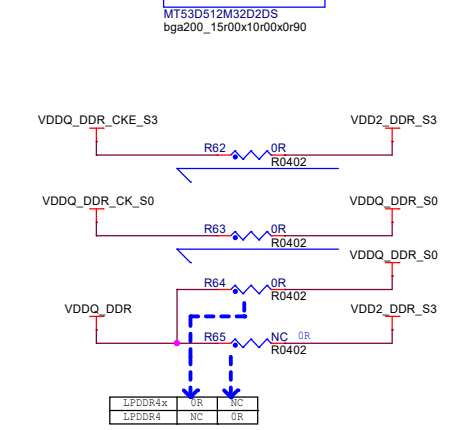 MT53D512M32D2DS
bga200_15r00x10r00x0r90
VDDQ_DDR_CKE_S3
VDD2_DDR_S3
R62
0R
R0402
VDDQ_DDR_CK_S0
VDDQ_DDR_S0
R63
0R
R0402
VDDQ_DDR_S0
R64
0R
R0402
VDDQ_DDR
VDD2_DDR_S3
R65
NC 0R
R0402
LPDDR4x 0R NC
LPDDR4 NC 0R